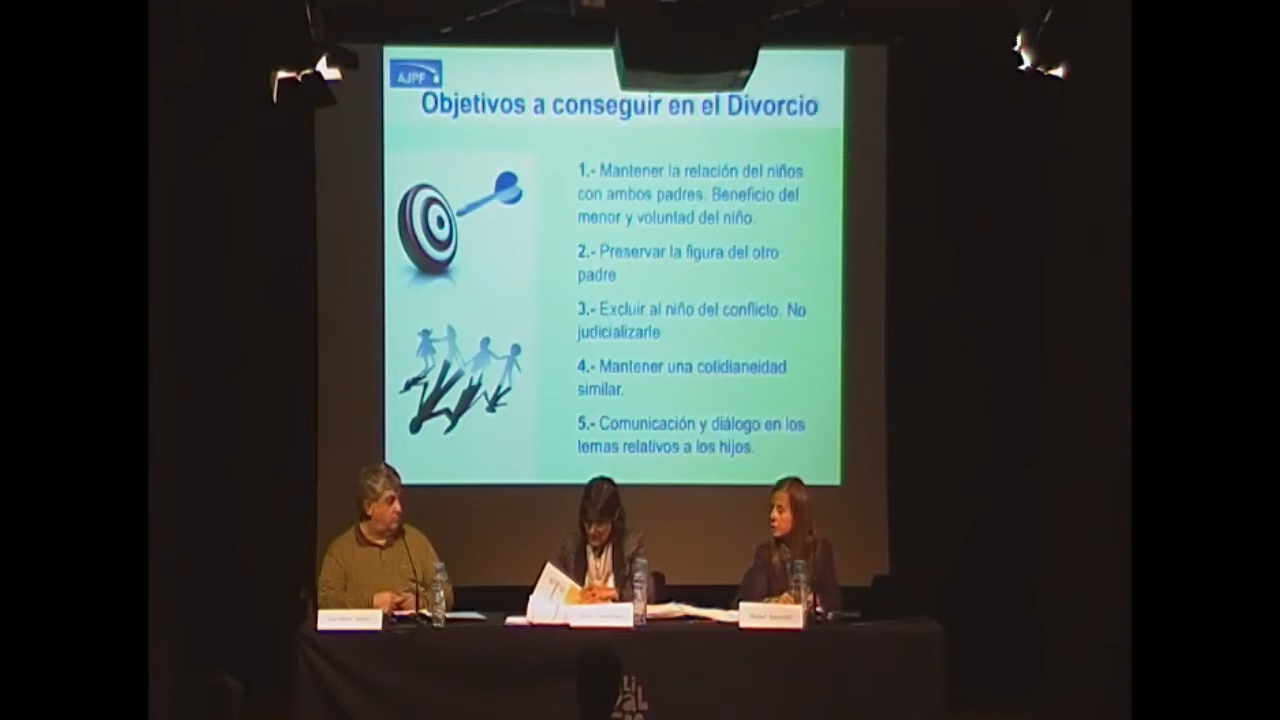 AJPF
Objetivos a conseguir en el Divorcio
1.- Mantener la relación del niños
con ambos padres. Beneficio del
menor y voluntad del niño.
2.- Preservar la figura del otro
padre
3.- Excluir al niño del conflicto. No
judicializarle
4.- Mantener una cotidianeidad
similar.
5.- Comunicación y diálogo en los
temas relativos a los hijos.